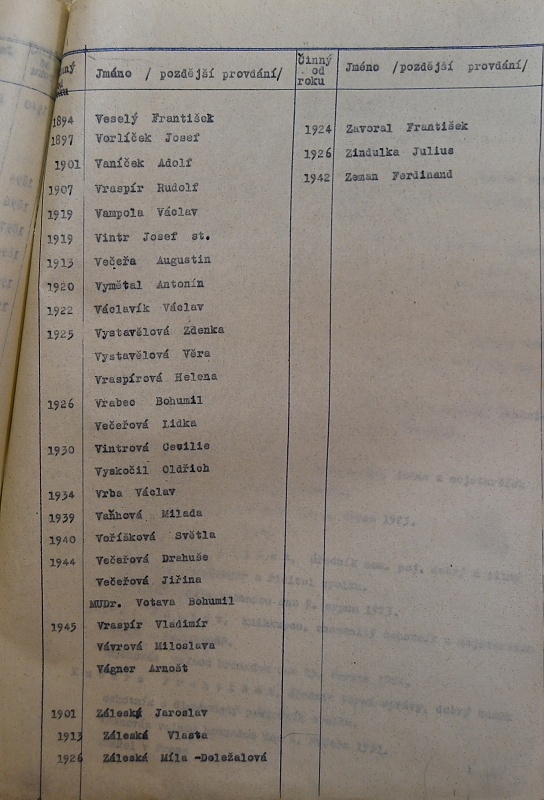 Činný od roku
Jméno / pozdější provdání/
1894 Veselý František
1897 Vorlíček Josef
1901 Vaníček Adolf
1907 Vraspír Rudolf
1919 Vampola Václav
1919 Vintr Josef st.
1913 Večeřa Augustin
1920 Vymětal Antonín
1922 Václavík Václav
1925 Vystavělová Zdenka
Vystavělová Věra
Vraspírová Helena
1926 Vrabec Bohumil
Večeřová Lidka
1930 Vintrová Cecilie
Vyskočil Oldřich
1934 Vrba Václav
1939 Vaňhová Milada
1940 Voříšková Světla
1944 Večeřová Drahuše
Večeřová Jiřina
MUDr. Votava Bohumil
1945 Vraspír Vladimír
Vávrová Miloslava
Vágner Arnošt
1901 Záleský Jaroslav
1913 Záleská Vlasta
1926 Záleská Míla -Doležalová
Činný
od
roku
Jméno /pozdější provdání/
1924 Zavoral František
1926 Zindulka Julius
1942 Zeman Ferdinand